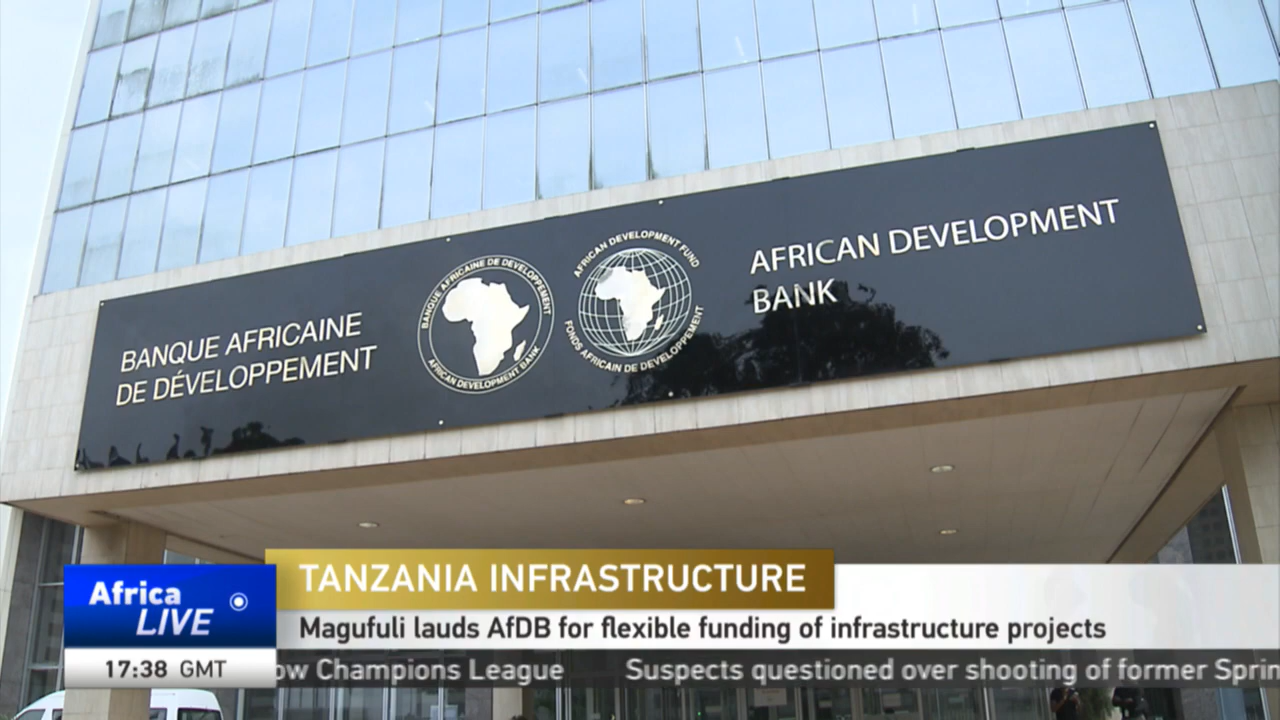 BANQUE AFRICAINE
DE DÉVELOPPEMENT
BANQUE AFRICAINE DE DEVELOPPEMENT
AFRICAN DEVELOPMENT BANK
AFRICAN DEVELOPMENT FUND
FONDS AFRICAIN DE DEVELOPPEMENT
AFRICAN DEVELOPMENT
BANK
TANZANIA INFRASTRUCTURE
Africa
LIVE
Magufuli lauds AfDB for flexible funding of infrastructure projects
17:38 GMT
Champions League Suspects questioned over shooting of former